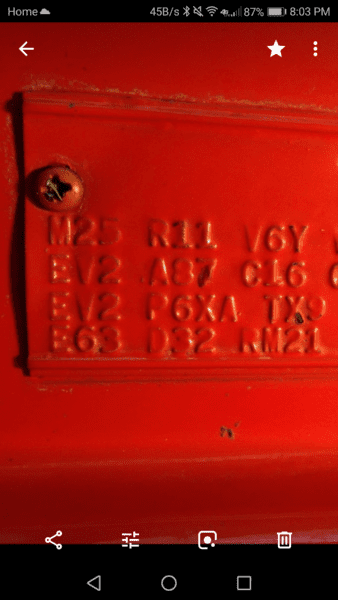 Home
45B/s 87% 8:03 PM
M25 R11 V6Y
EV2 A87 C16
EV2 P6XA TX9
E63 D32 RM21